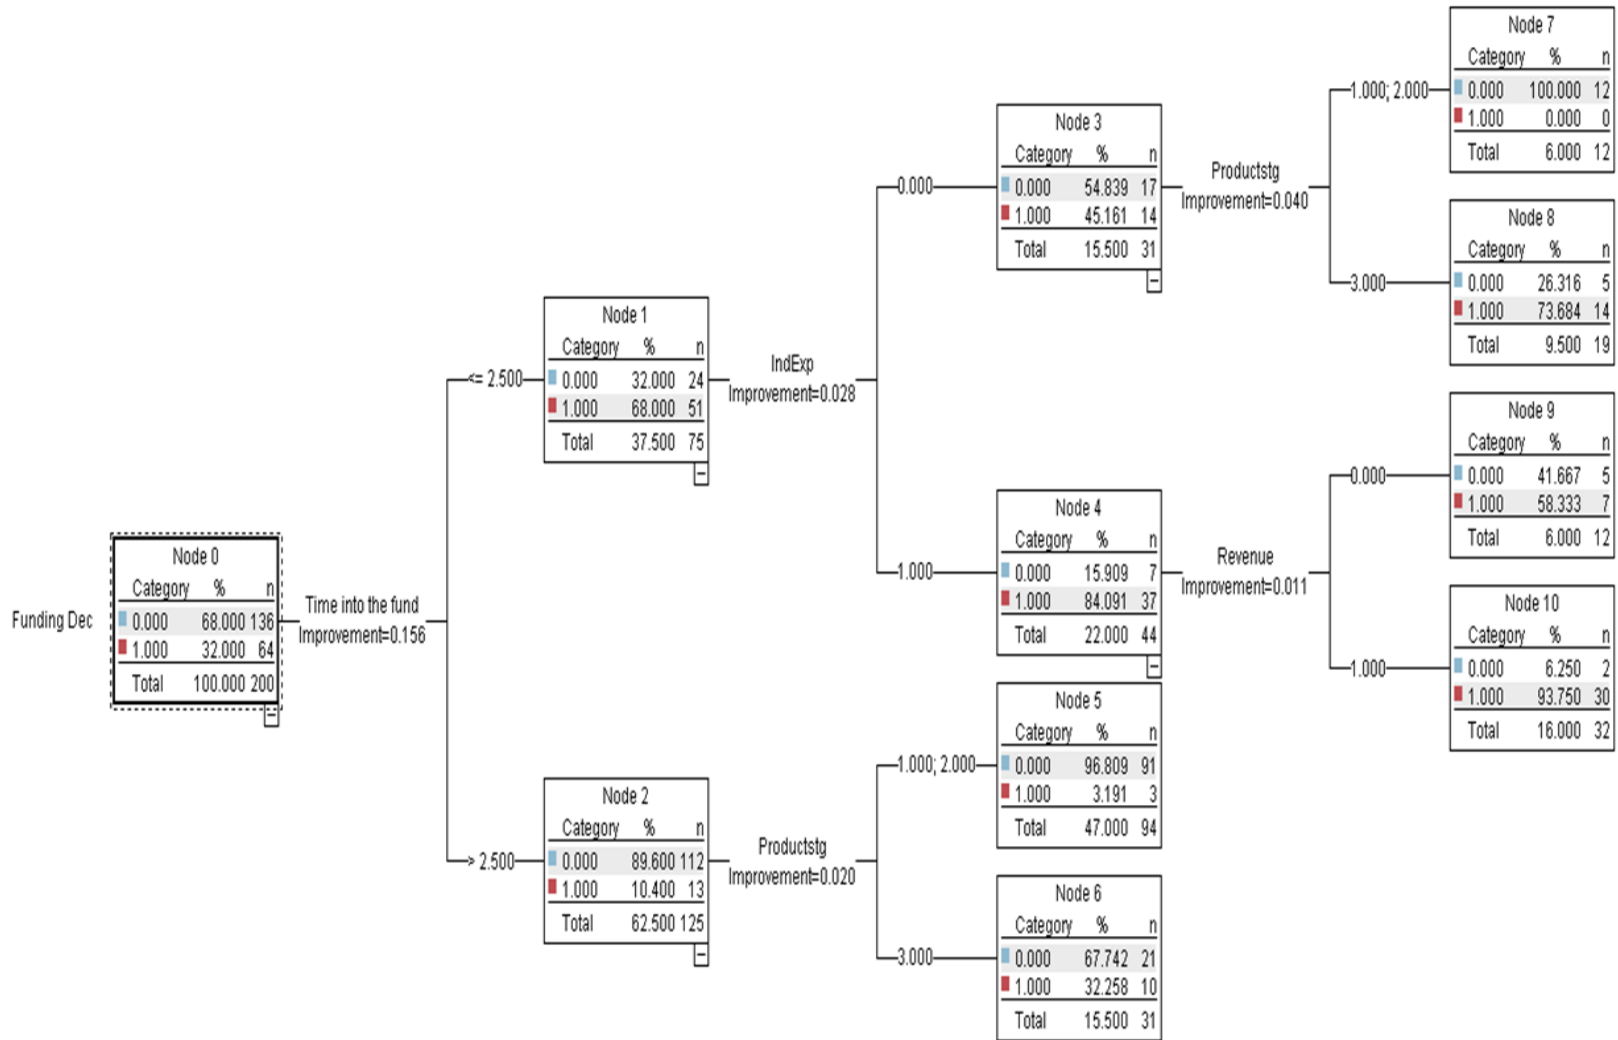 Funding Dec
Node 0
Category % n
0.000 68.000 136
1.000 32.000 64
Total 100.000 200
Time into the fund
Improvement=0.156
<= 2.500
Node 1
Category % n
0.000 32.000 24
1.000 68.000 51
Total 37.500 75
IndExp
Improvement=0.028
> 2.500
Node 2
Category % n
0.000 89.600 112
1.000 10.400 13
Total 62.500 125
Productstg
Improvement=0.020
0.000
Node 3
Category % n
0.000 54.839 17
1.000 45.161 14
Total 15.500 31
Productstg
Improvement=0.040
1.000
Node 4
Category % n
0.000 15.909 7
1.000 84.091 37
Total 22.000 44
Revenue
Improvement=0.011
1.000; 2.000
Node 5
Category % n
0.000 96.809 91
1.000 3.191 3
Total 47.000 94
3.000
Node 6
Category % n
0.000 67.742 21
1.000 32.258 10
Total 15.500 31
1.000; 2.000
Node 7
Category % n
0.000 100.000 12
1.000 0.000 0
Total 6.000 12
3.000
Node 8
Category % n
0.000 26.316 5
1.000 73.684 14
Total 9.500 19
0.000
Node 9
Category % n
0.000 41.667 5
1.000 58.333 7
Total 6.000 12
1.000
Node 10
Category % n
0.000 6.250 2
1.000 93.750 30
Total 16.000 32